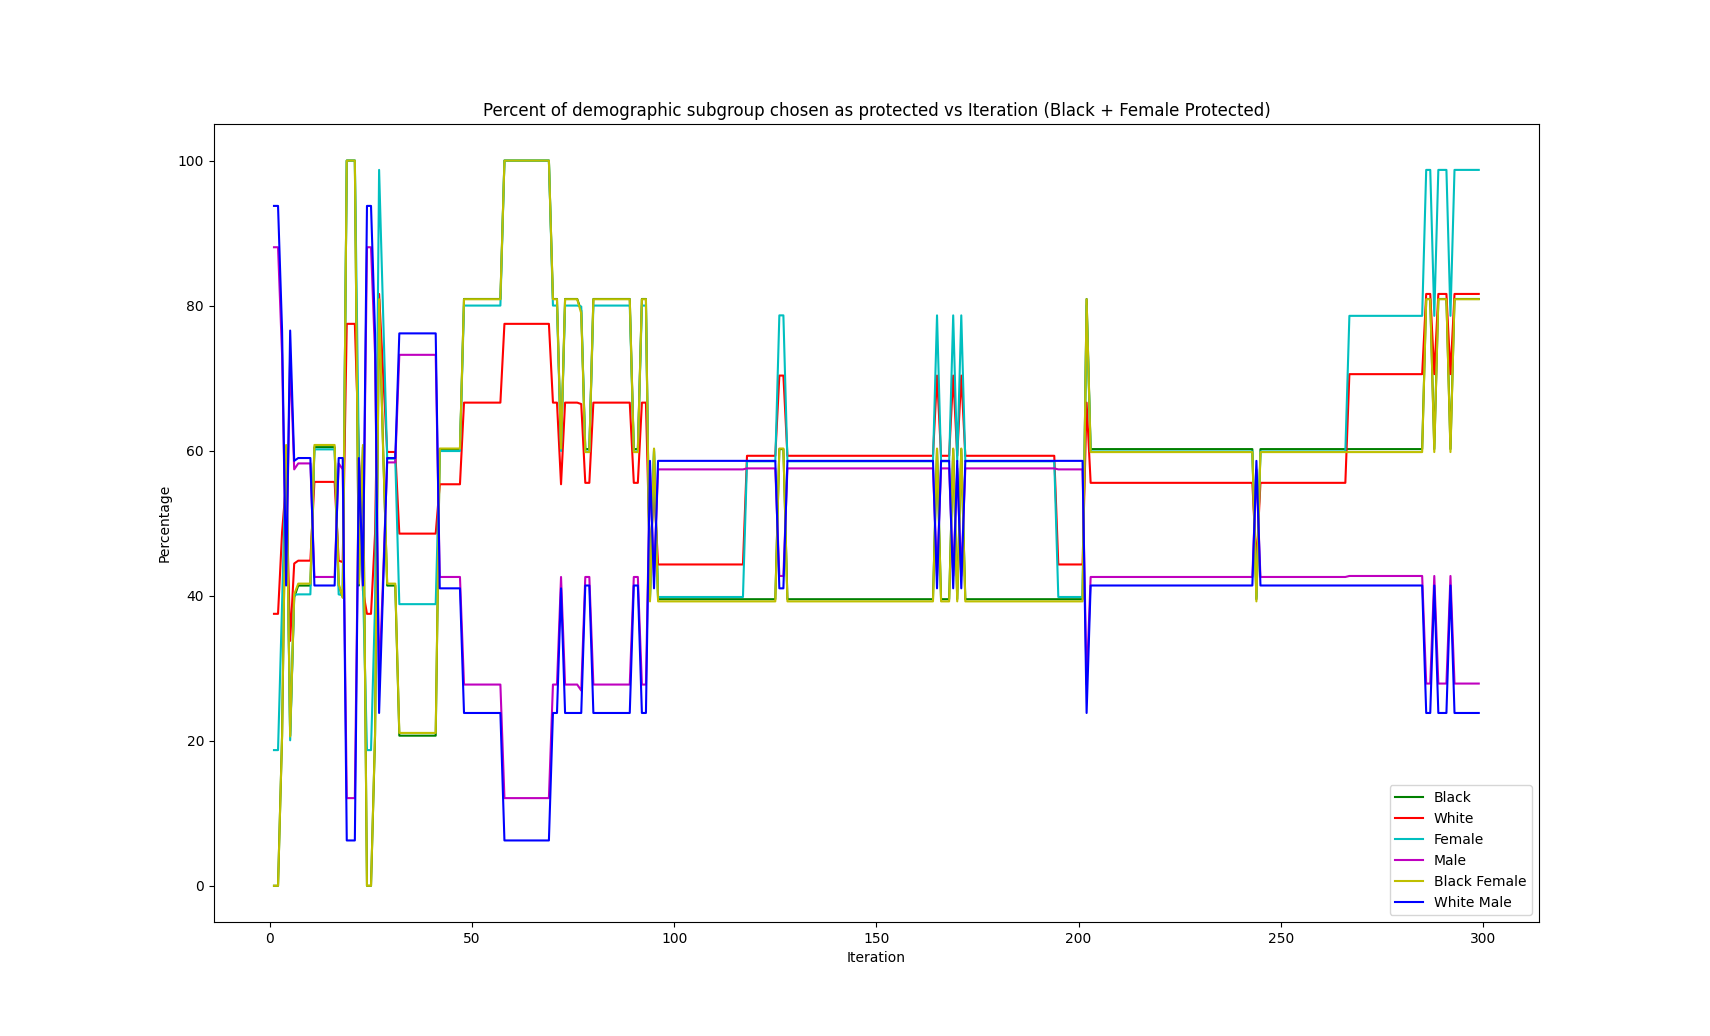 Percent of demographic subgroup chosen as protected vs Iteration (Black + Female Protected)
100
80
60
40
20
0
Percentage
0 50 100 150 200 250 300
Iteration
Black
White
Female
Male
Black Female
White Male